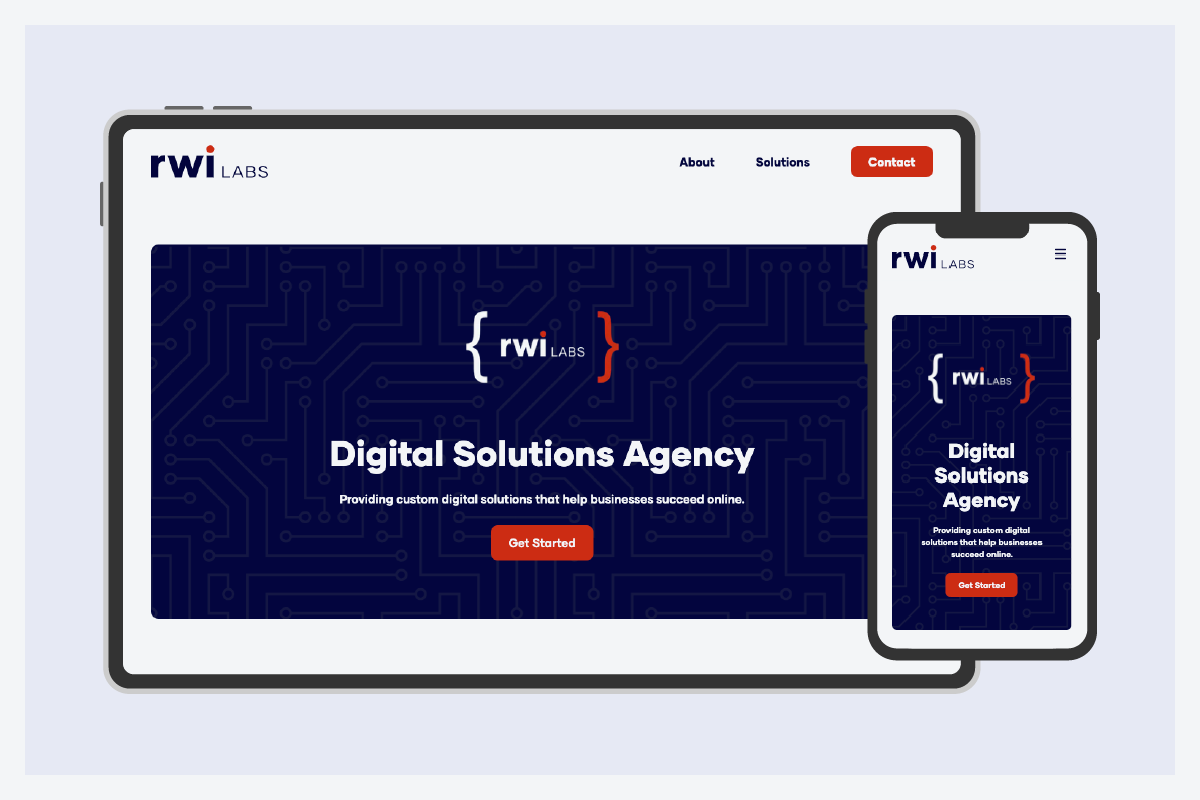 rwi LABS
About Solutions Contact
{ rwi LABS }
Digital Solutions Agency
Providing custom digital solutions that help businesses succeed online.
Get Started
rwi LABS
{ rwi LABS }
Digital
Solutions
Agency
Providing custom digital
solutions that help businesses
succeed online.
Get Started